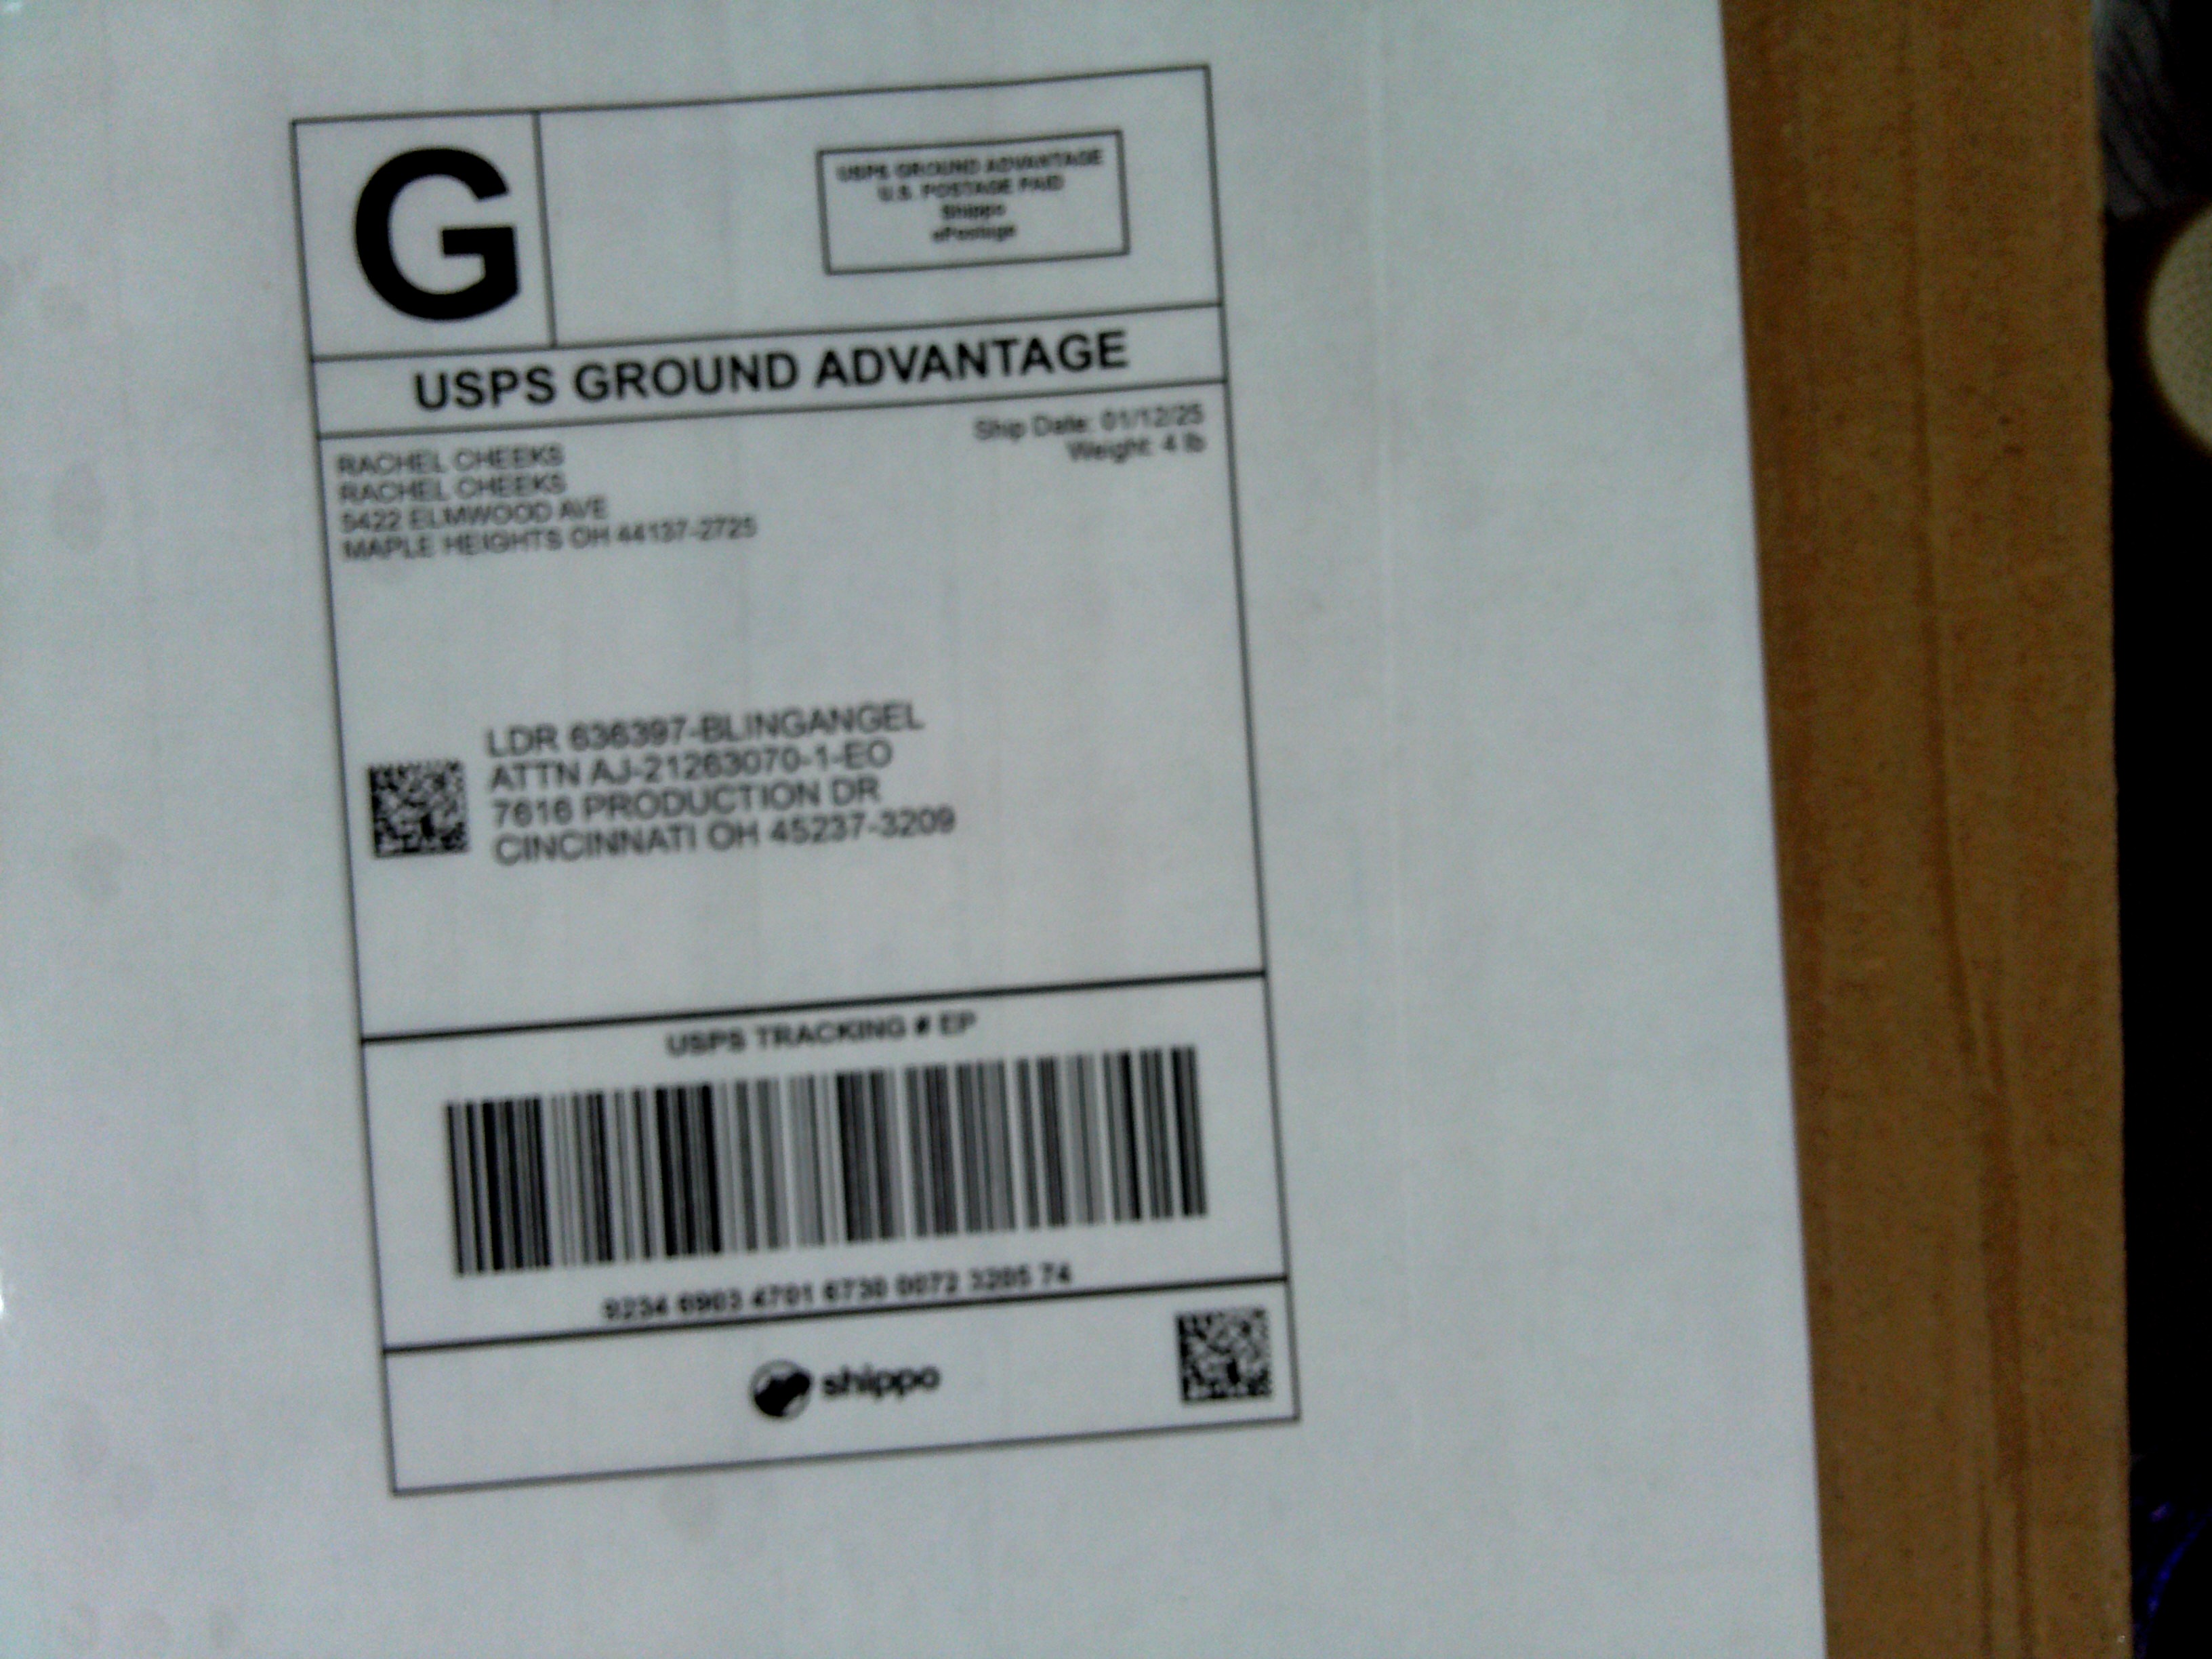 G
USPS GROUND ADVANTAGE
U.S. POSTAGE PAID
Shippo
ePostage
USPS GROUND ADVANTAGE
Ship Date: 01/12/25
Weight: 4 lb
RACHEL CHEEKS
RACHEL CHEEKS
5422 ELMWOOD AVE
MAPLE HEIGHTS OH 44137-2725
LDR 636397-BLINGANGEL
ATTN AJ-21263070-1-EO
7616 PRODUCTION DR
CINCINNATI OH 45237-3209
USPS TRACKING # EP
9234 6903 4701 6730 0072 3205 74
shippo